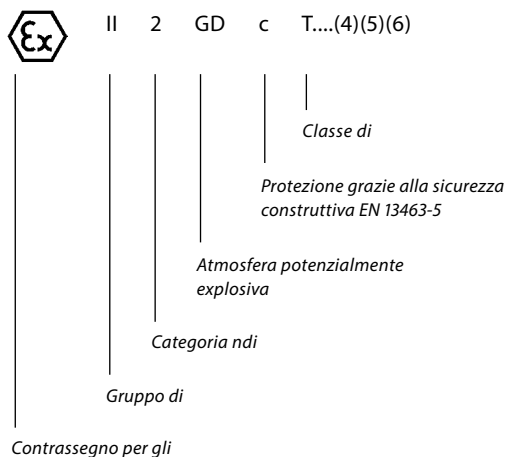 Ex II 2 GD c T....(4)(5)(6)
Classe di
Protezione grazie alla sicurezza
construttiva EN 13463-5
Atmosfera potenzialmente
explosiva
Categoria ndi
Gruppo di
Contrassegno per gli